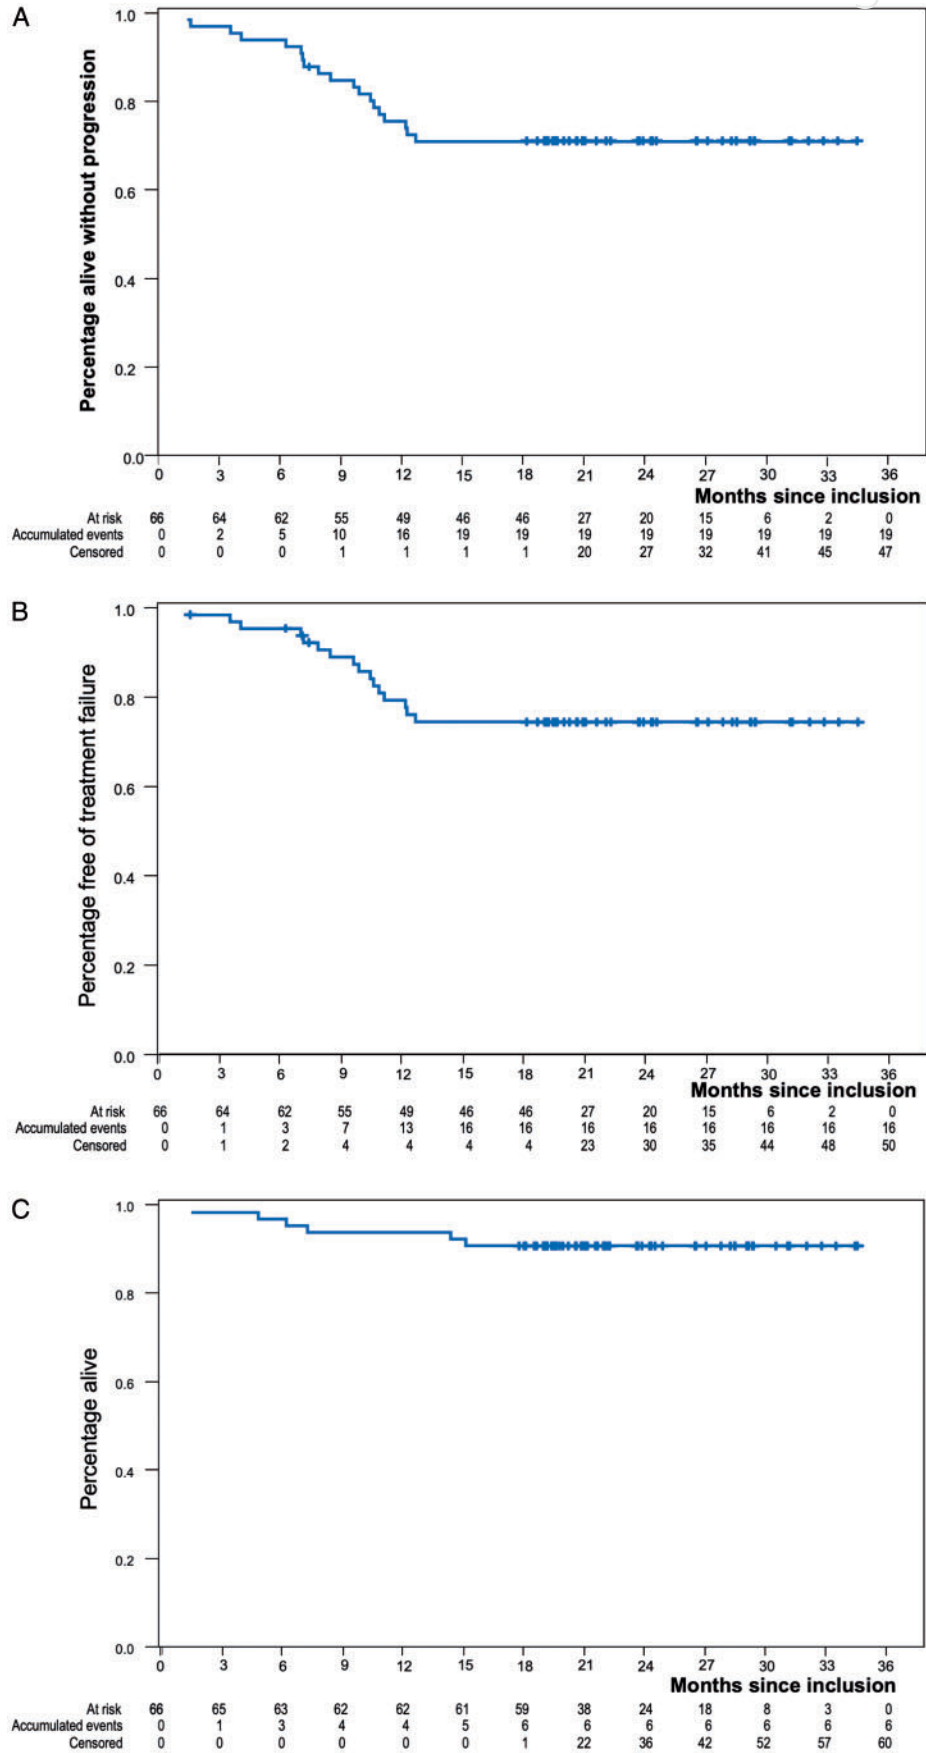 A
Percentage alive without progression
1.0
0.8
0.6
0.4
0.2
0.0
0 3 6 9 12 15 18 21 24 27 30 33 36
Months since inclusion
At risk 66 64 62 55 49 46 46 27 20 15 6 2 0
Accumulated events 0 2 5 10 16 19 19 19 19 19 19 19 19
Censored 0 0 0 1 1 1 1 20 27 32 41 45 47
B
Percentage free of treatment failure
1.0
0.8
0.6
0.4
0.2
0.0
0 3 6 9 12 15 18 21 24 27 30 33 36
Months since inclusion
At risk 66 64 62 55 49 46 46 27 20 15 6 2 0
Accumulated events 0 1 3 7 13 16 16 16 16 16 16 16 16
Censored 0 1 2 4 4 4 4 23 30 35 44 48 50
C
Percentage alive
1.0
0.8
0.6
0.4
0.2
0.0
0 3 6 9 12 15 18 21 24 27 30 33 36
Months since inclusion
At risk 66 65 63 62 62 61 59 38 24 18 8 3 0
Accumulated events 0 1 3 4 4 5 6 6 6 6 6 6 6
Censored 0 0 0 0 0 0 1 22 36 42 52 57 60